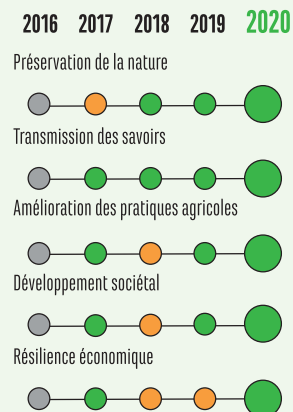 2016 2017 2018 2019 2020
Préservation de la nature
Transmission des savoirs
Amélioration des pratiques agricoles
Développement sociétal
Résilience économique